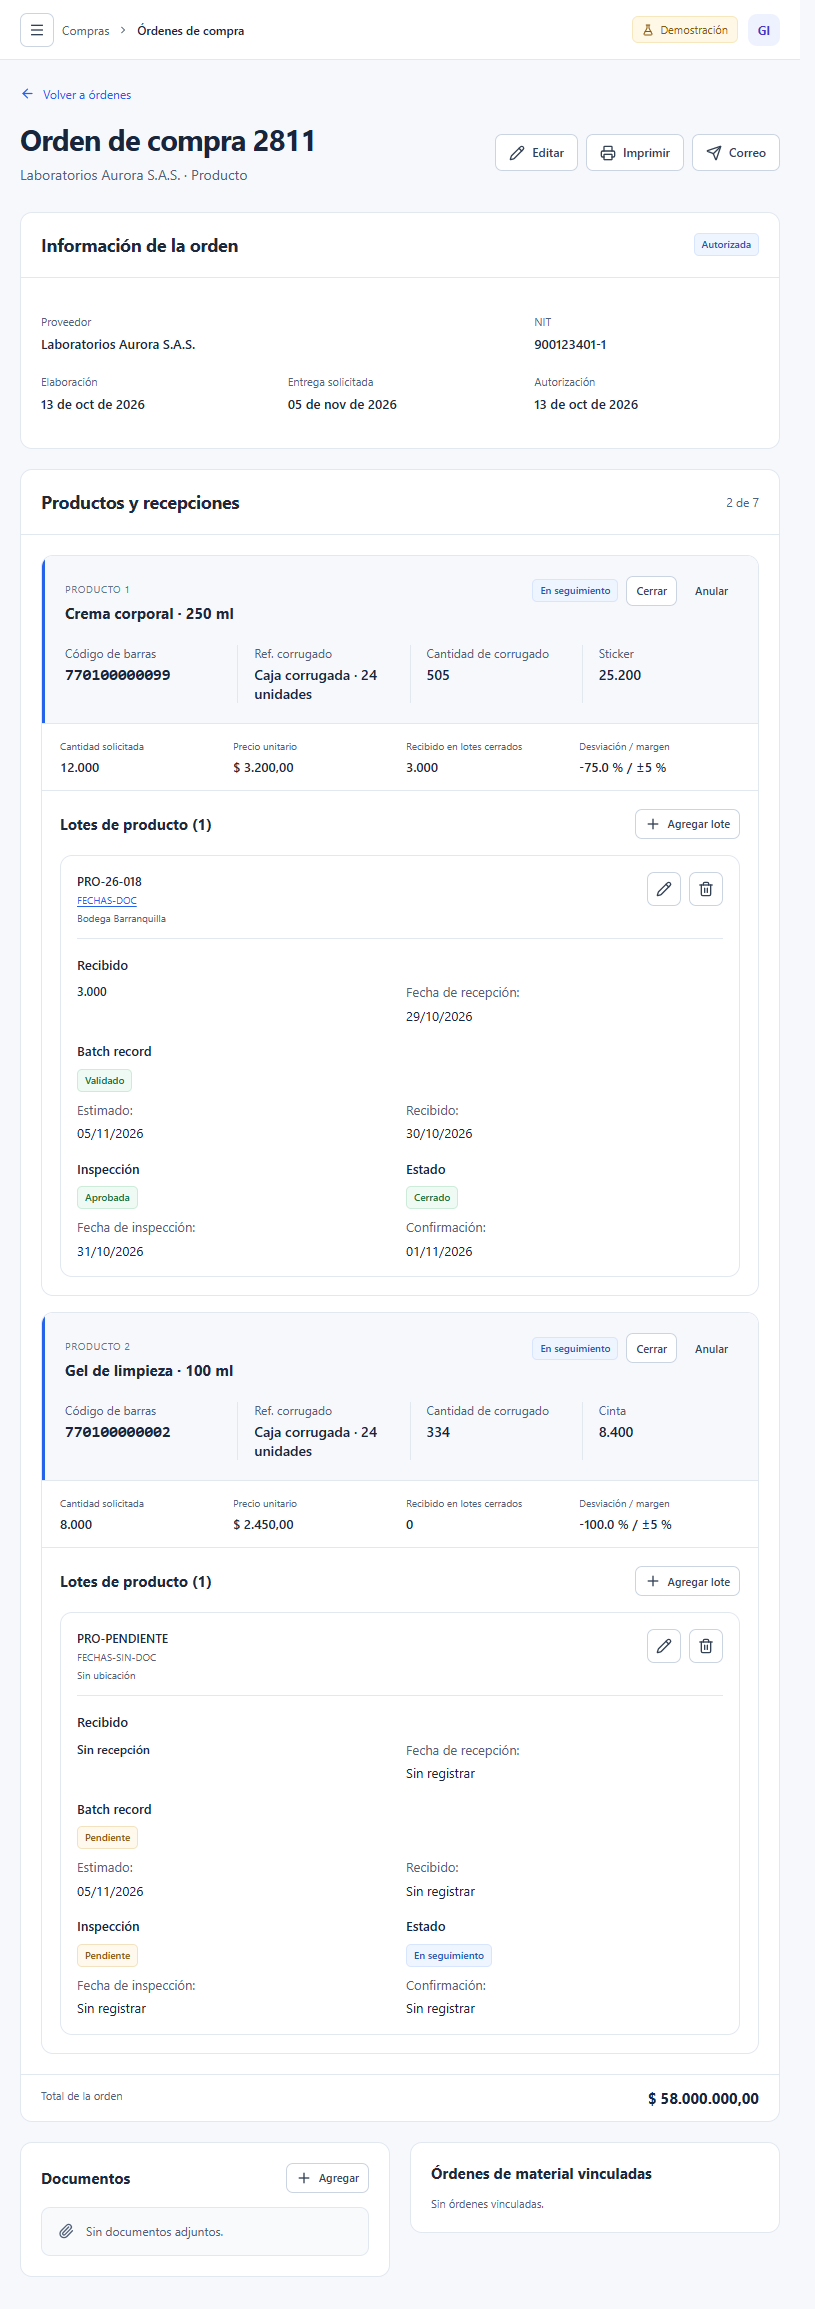 Compras > Órdenes de compra
Demostración
GI
Volver a órdenes
Orden de compra 2811
Laboratorios Aurora S.A.S. · Producto
Editar
Imprimir
Correo
Información de la orden
Autorizada
Proveedor
Laboratorios Aurora S.A.S.
NIT
900123401-1
Elaboración
13 de oct de 2026
Entrega solicitada
05 de nov de 2026
Autorización
13 de oct de 2026
Productos y recepciones
2 de 7
PRODUCTO 1
Crema corporal · 250 ml
En seguimiento
Cerrar
Anular
Código de barras
770100000099
Ref. corrugado
Caja corrugada · 24
unidades
Cantidad de corrugado
505
Sticker
25.200
Cantidad solicitada
12.000
Precio unitario
$ 3.200,00
Recibido en lotes cerrados
3.000
Desviación / margen
-75.0 % / ±5 %
Lotes de producto (1)
Agregar lote
PRO-26-018
FECHAS-DOC
Bodega Barranquilla
Recibido
3.000
Fecha de recepción:
29/10/2026
Batch record
Validado
Estimado:
05/11/2026
Recibido:
30/10/2026
Inspección
Aprobada
Fecha de inspección:
31/10/2026
Estado
Cerrado
Confirmación:
01/11/2026
PRODUCTO 2
Gel de limpieza · 100 ml
En seguimiento
Cerrar
Anular
Código de barras
770100000002
Ref. corrugado
Caja corrugada · 24
unidades
Cantidad de corrugado
334
Cinta
8.400
Cantidad solicitada
8.000
Precio unitario
$ 2.450,00
Recibido en lotes cerrados
0
Desviación / margen
-100.0 % / ±5 %
Lotes de producto (1)
Agregar lote
PRO-PENDIENTE
FECHAS-SIN-DOC
Sin ubicación
Recibido
Sin recepción
Fecha de recepción:
Sin registrar
Batch record
Pendiente
Estimado:
05/11/2026
Recibido:
Sin registrar
Inspección
Pendiente
Fecha de inspección:
Sin registrar
Estado
En seguimiento
Confirmación:
Sin registrar
Total de la orden
$ 58.000.000,00
Documentos
Agregar
Sin documentos adjuntos.
Órdenes de material vinculadas
Sin órdenes vinculadas.